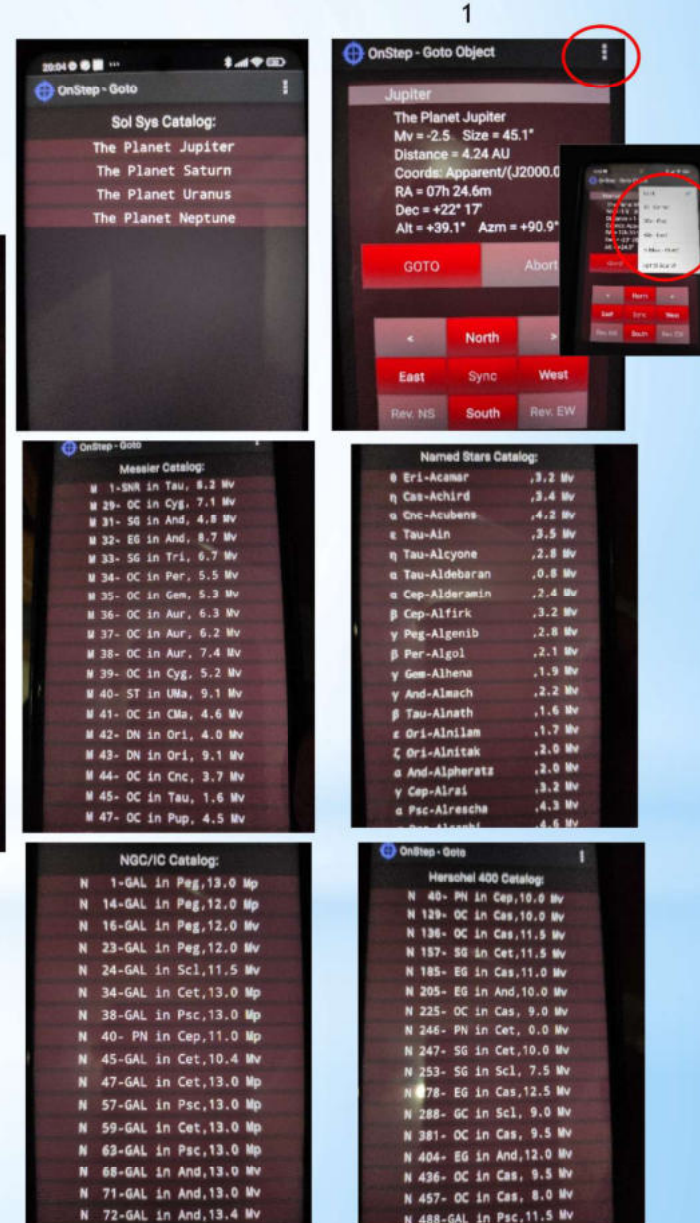 1
20:04
OnStep - Goto
Sol Sys Catalog:
The Planet Jupiter
The Planet Saturn
The Planet Uranus
The Planet Neptune
OnStep - Goto Object
Jupiter
The Planet Jupiter
Mv = -2.5 Size = 45.1"
Distance = 4.24 AU
Coords: Apparent/(J2000.0
RA = 07h 24.6m
Dec = +22° 17'
Alt = +39.1° Azm = +90.9°
GOTO Abort
< North >
East Sync West
Rev. NS South Rev. EW
North
East Sync West
Rev. NS South Rev. EW
OnStep - Goto
Messier Catalog:
M 1-SNR in Tau, 8.2 Mv
M 29- OC in Cyg, 7.1 Mv
M 31- SG in And, 4.8 Mv
M 32- EG in And, 8.7 Mv
M 33- SG in Tri, 6.7 Mv
M 34- OC in Per, 5.5 Mv
M 35- OC in Gem, 5.3 Mv
M 36- OC in Aur, 6.3 Mv
M 37- OC in Aur, 6.2 Mv
M 38- OC in Aur, 7.4 Mv
M 39- OC in Cyg, 5.2 Mv
M 40- ST in UMa, 9.1 Mv
M 41- OC in CMa, 4.6 Mv
M 42- DN in Ori, 4.0 Mv
M 43- DN in Ori, 9.1 Mv
M 44- OC in Cnc, 3.7 Mv
M 45- OC in Tau, 1.6 Mv
M 47- OC in Pup, 4.5 Mv
Named Stars Catalog:
θ Eri-Acamar ,3.2 Mv
η Cas-Achird ,3.4 Mv
α Cnc-Acubens ,4.2 Mv
ε Tau-Ain ,3.5 Mv
η Tau-Alcyone ,2.8 Mv
α Tau-Aldebaran ,0.8 Mv
α Cep-Alderamin ,2.4 Mv
β Cep-Alfirk ,3.2 Mv
γ Peg-Algenib ,2.8 Mv
β Per-Algol ,2.1 Mv
γ Gem-Alhena ,1.9 Mv
γ And-Almach ,2.2 Mv
β Tau-Alnath ,1.6 Mv
ε Ori-Alnilam ,1.7 Mv
ζ Ori-Alnitak ,2.0 Mv
α And-Alpheratz ,2.0 Mv
γ Cep-Alrai ,3.2 Mv
α Psc-Alrescha ,4.3 Mv
,4.6 Mv
NGC/IC Catalog:
N 1-GAL in Peg,13.0 Mp
N 14-GAL in Peg,12.0 Mp
N 16-GAL in Peg,12.0 Mv
N 23-GAL in Peg,12.0 Mv
N 24-GAL in Scl,11.5 Mv
N 34-GAL in Cet,13.0 Mp
N 38-GAL in Psc,13.0 Mp
N 40- PN in Cep,11.0 Mv
N 45-GAL in Cet,10.4 Mv
N 47-GAL in Cet,13.0 Mp
N 57-GAL in Psc,13.0 Mp
N 59-GAL in Cet,13.0 Mp
N 63-GAL in Psc,13.0 Mp
N 68-GAL in And,13.0 Mv
N 71-GAL in And,13.0 Mv
N 72-GAL in And,13.4 Mv
OnStep - Goto
Herschel 400 Catalog:
N 40- PN in Cep,10.0 Mv
N 129- OC in Cas,10.0 Mv
N 136- OC in Cas,11.5 Mv
N 157- SG in Cet,11.5 Mv
N 185- EG in Cas,11.0 Mv
N 205- EG in And,10.0 Mv
N 225- OC in Cas, 9.0 Mv
N 246- PN in Cet, 0.0 Mv
N 247- SG in Cet,10.0 Mv
N 253- SG in Scl, 7.5 Mv
N 278- EG in Cas,12.5 Mv
N 288- GC in Scl, 9.0 Mv
N 381- OC in Cas, 9.5 Mv
N 404- EG in And,12.0 Mv
N 436- OC in Cas, 9.5 Mv
N 457- OC in Cas, 8.0 Mv
N 488-GAL in Psc,11.5 Mv